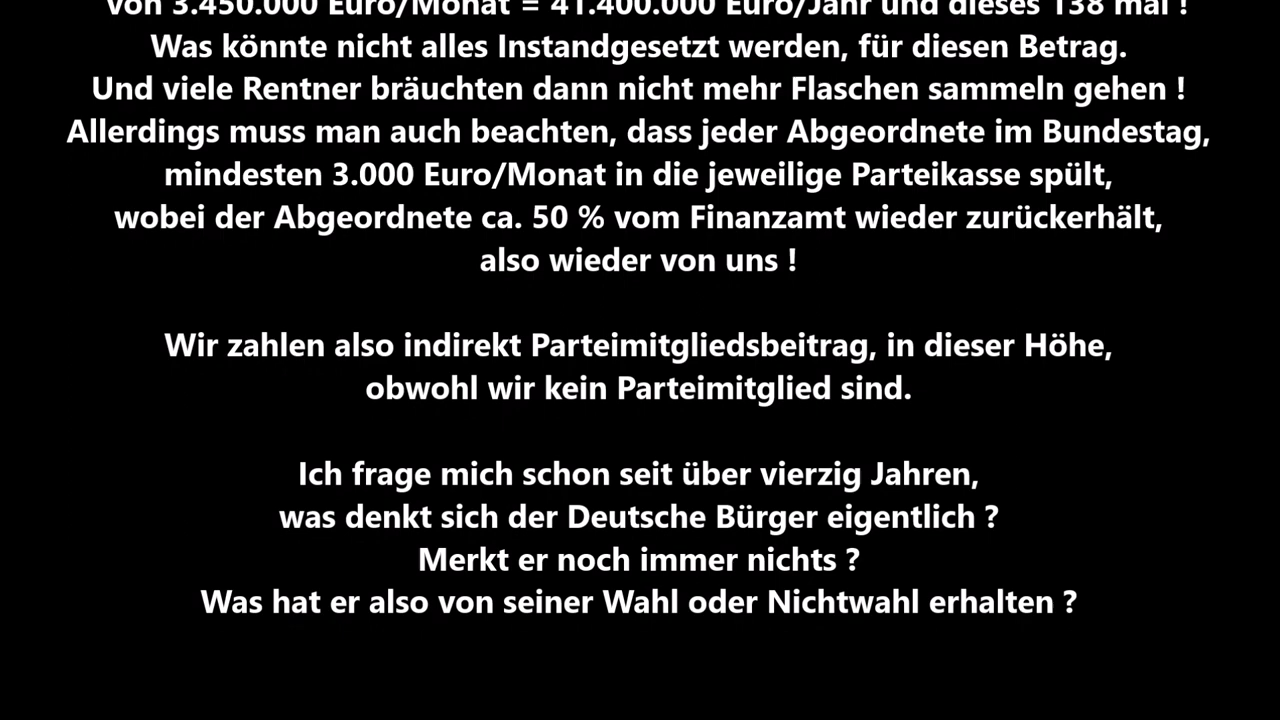 von 3.450.000 Euro/Monat = 41.400.000 Euro/Jahr und dieses 138 mal !
Was könnte nicht alles Instandgesetzt werden, für diesen Betrag.
Und viele Rentner bräuchten dann nicht mehr Flaschen sammeln gehen !
Allerdings muss man auch beachten, dass jeder Abgeordnete im Bundestag,
mindesten 3.000 Euro/Monat in die jeweilige Parteikasse spült,
wobei der Abgeordnete ca. 50 % vom Finanzamt wieder zurückerhält,
also wieder von uns !
Wir zahlen also indirekt Parteimitgliedsbeitrag, in dieser Höhe,
obwohl wir kein Parteimitglied sind.
Ich frage mich schon seit über vierzig Jahren,
was denkt sich der Deutsche Bürger eigentlich ?
Merkt er noch immer nichts ?
Was hat er also von seiner Wahl oder Nichtwahl erhalten ?